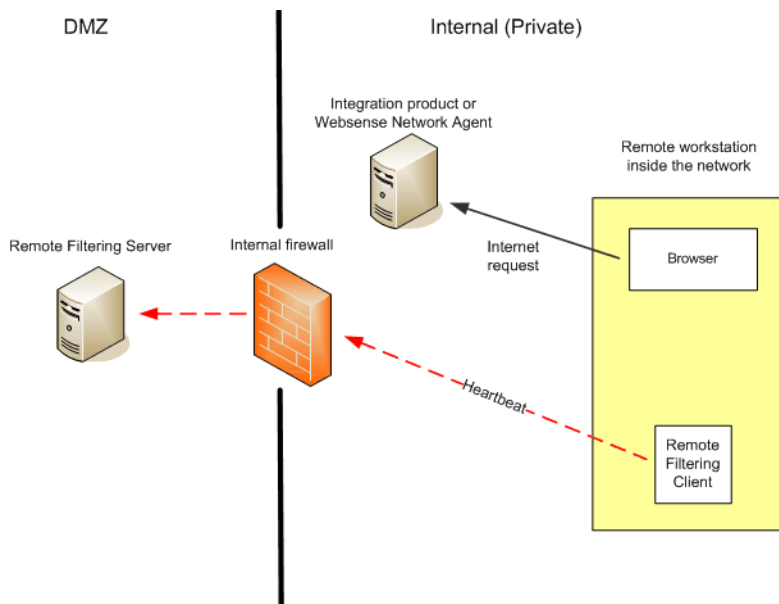 DMZ
Internal (Private)
Integration product or
Websense Network Agent
Remote workstation
inside the network
Remote Filtering Server
Internal firewall
Internet
request
Browser
Heartbeat
Remote
Filtering
Client